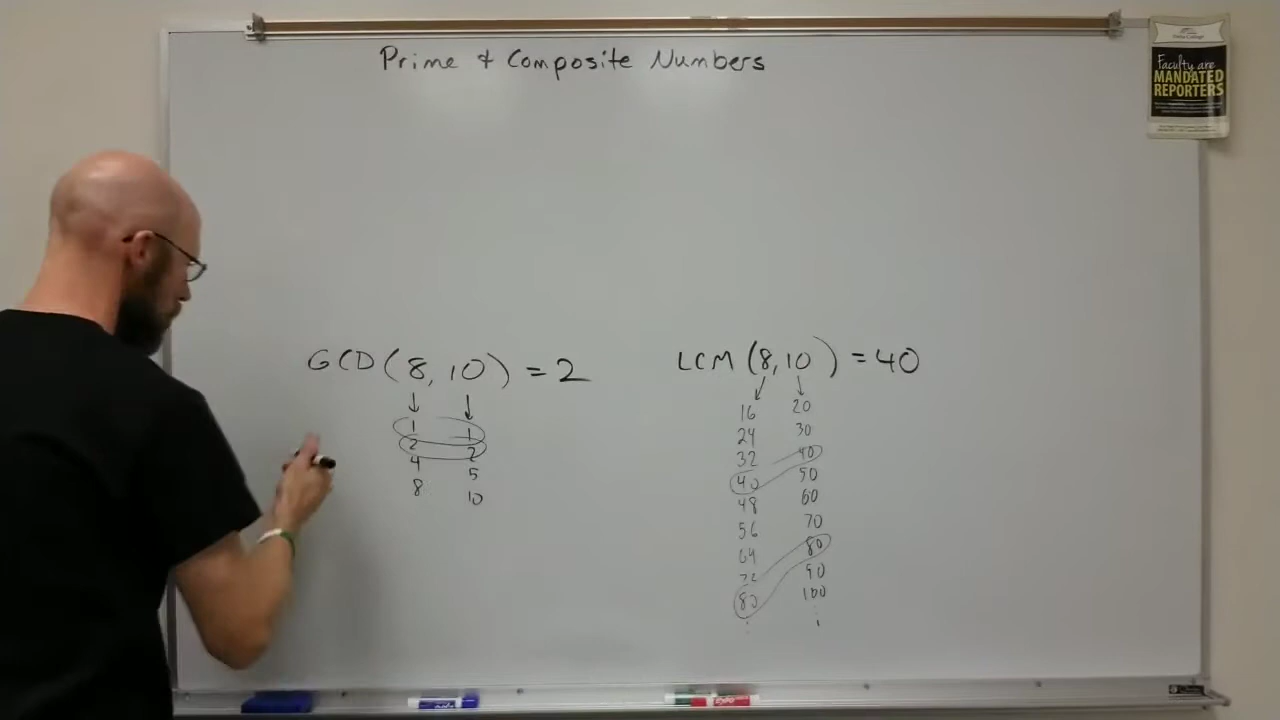 Prime & Composite Numbers
Faculty are
MANDATED
REPORTERS
GCD(8,10) = 2
1 1
2 2
4 5
8 10
LCM(8,10) = 40
16 20
24 30
32 40
40 50
48 60
56 70
64 80
72 90
80 100